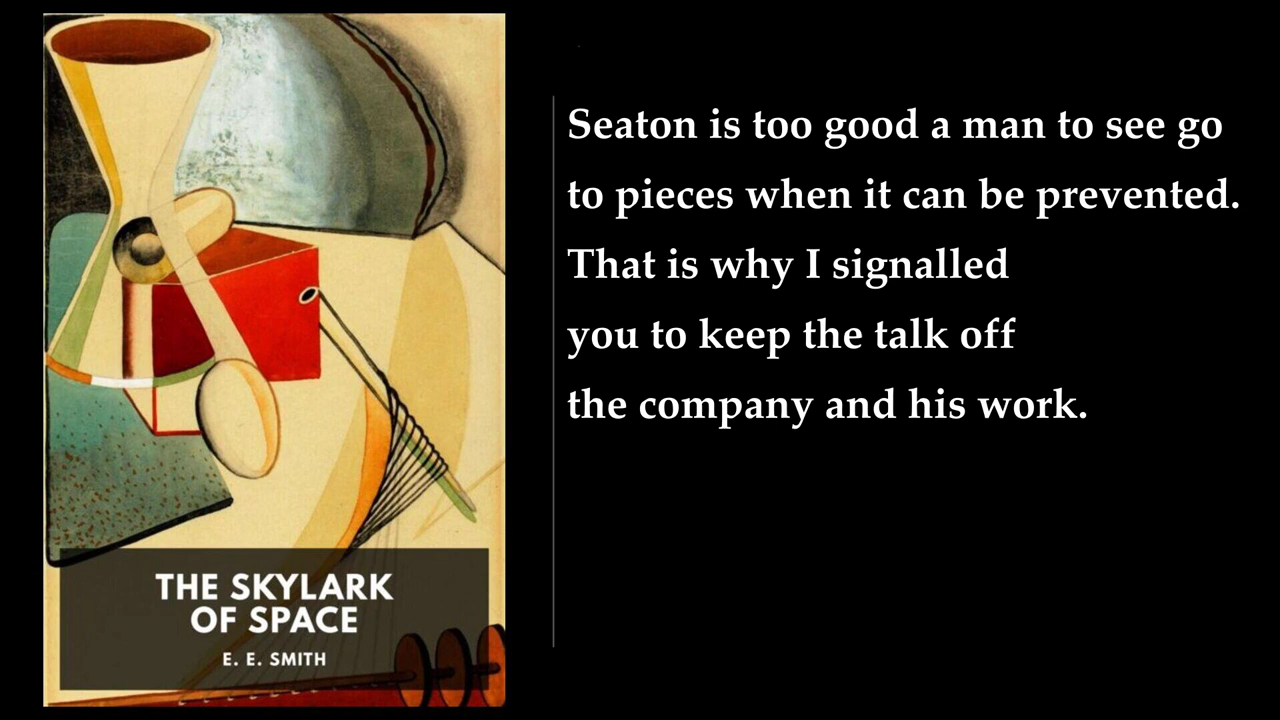 THE SKYLARK
OF SPACE
E. E. SMITH
Seaton is too good a man to see go
to pieces when it can be prevented.
That is why I signalled
you to keep the talk off
the company and his work.